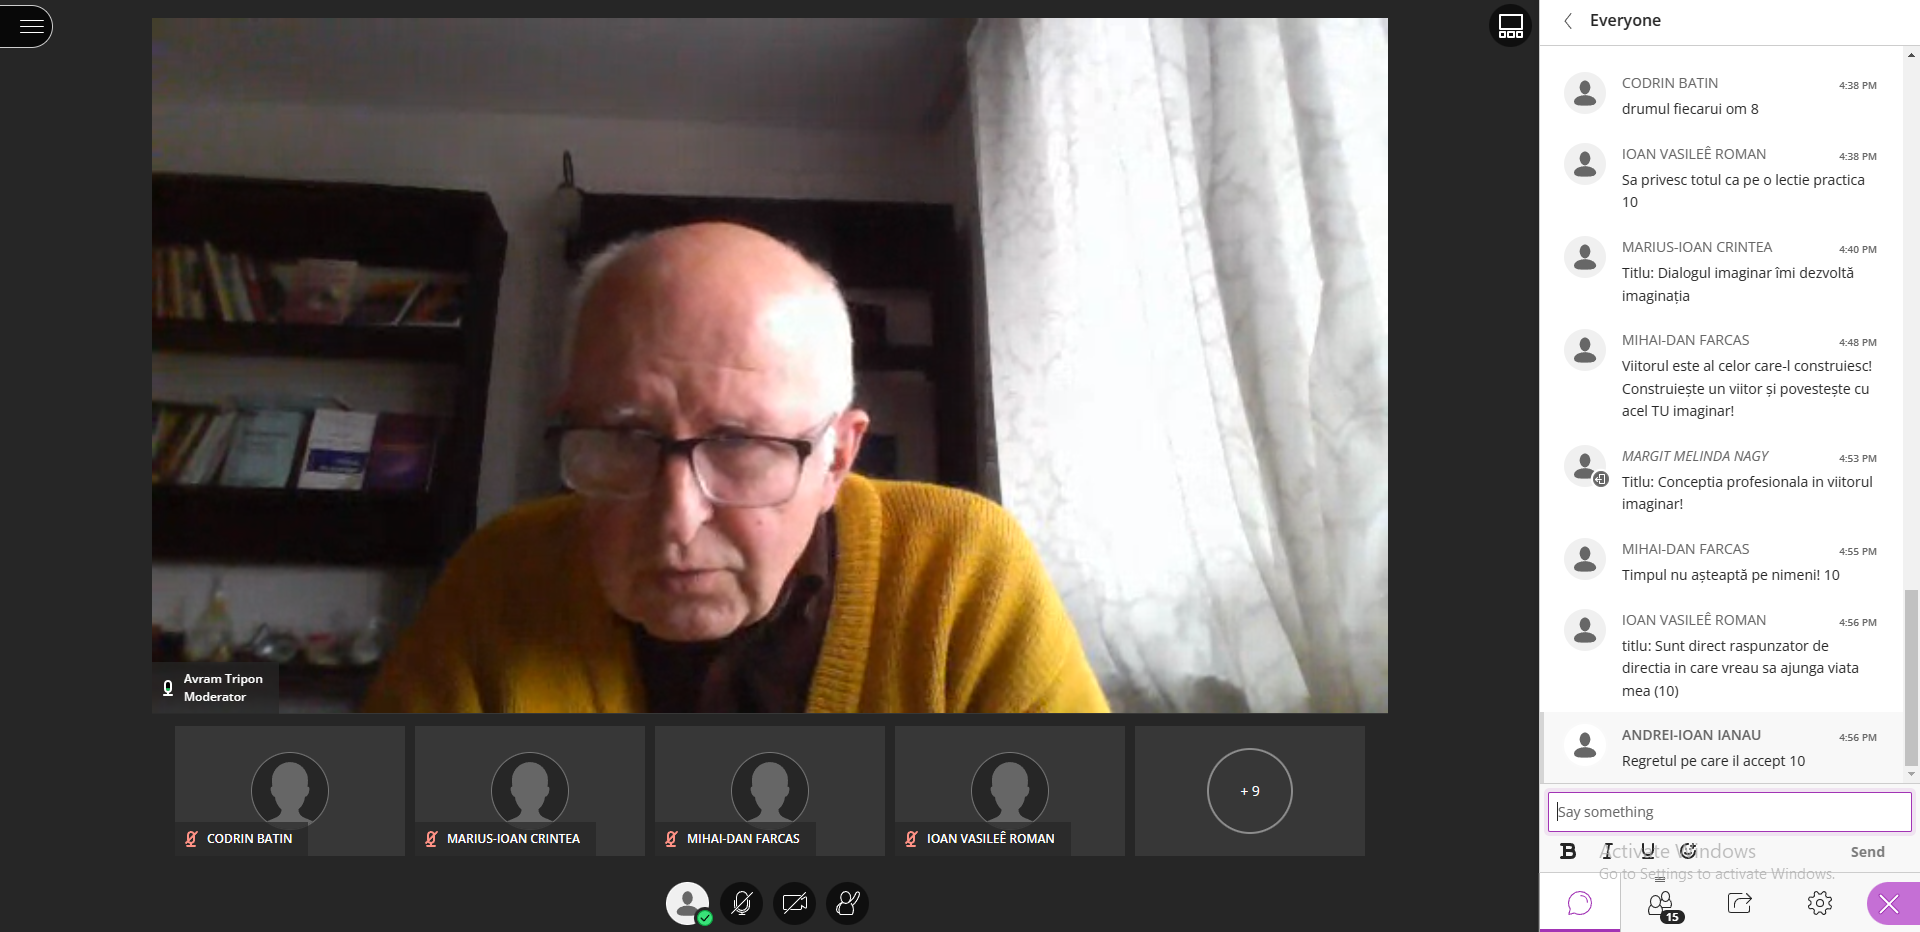 Everyone
CODRIN BATIN 4:38 PM
drumul fiecarui om 8
IOAN VASILEÊ ROMAN 4:38 PM
Sa privesc totul ca pe o lectie practica
10
MARIUS-IOAN CRINTEA 4:40 PM
Titlu: Dialogul imaginar îmi dezvoltă
imaginația
MIHAI-DAN FARCAS 4:48 PM
Viitorul este al celor care-l construiesc!
Construiește un viitor și povestește cu
acel TU imaginar!
MARGIT MELINDA NAGY 4:53 PM
Titlu: Conceptia profesionala in viitorul
imaginar!
MIHAI-DAN FARCAS 4:55 PM
Timpul nu așteaptă pe nimeni! 10
IOAN VASILEÊ ROMAN 4:56 PM
titlu: Sunt direct raspunzator de
directia in care vreau sa ajunga viata
mea (10)
ANDREI-IOAN IANAU 4:56 PM
Regretul pe care il accept 10
Say something
B I U Send
Activate Windows
Go to Settings to activate Windows.
15
Avram Tripon
Moderator
CODRIN BATIN
MARIUS-IOAN CRINTEA
MIHAI-DAN FARCAS
IOAN VASILEÊ ROMAN
+ 9